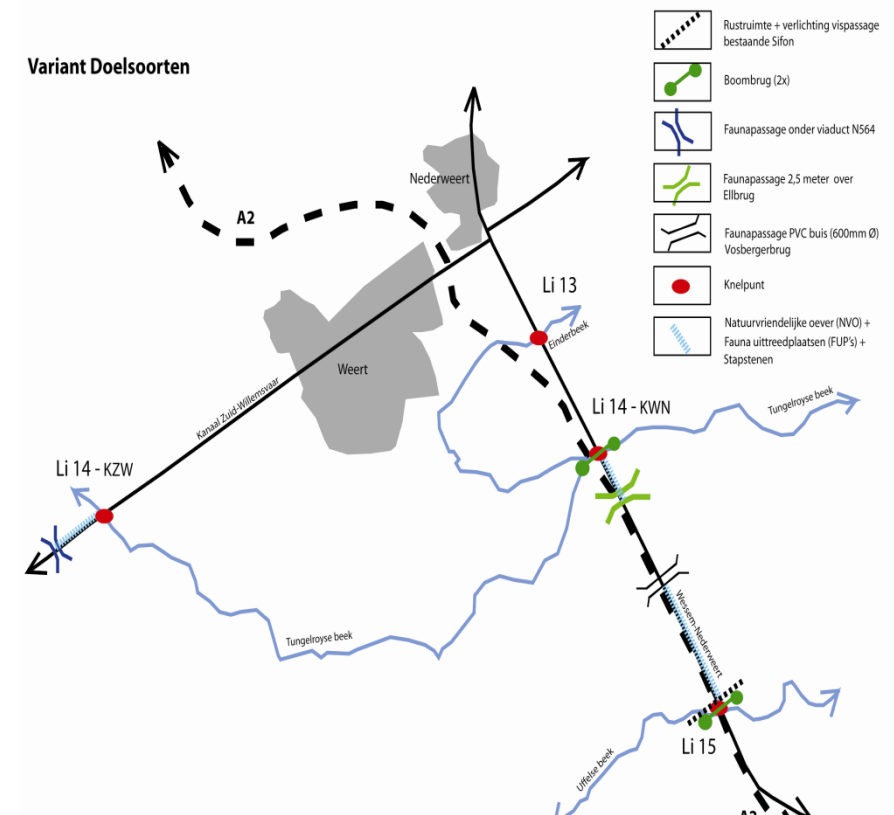 Variant Doelsoorten
Rustruimte + verlichting vispassage
bestaande Sifon
Boombrug (2x)
Faunapassage onder viaduct N564
Faunapassage 2,5 meter over
Ellbrug
Faunapassage PVC buis (600mm Ø)
Vosbergerbrug
Knelpunt
Natuurvriendelijke oever (NVO) +
Fauna uittreedplaatsen (FUP's) +
Stapstenen
Nederweert
A2
Li 13
Einderbeek
Weert
Kanaal Zuid-Willemsvaar
Li 14 - KWN
Tungelroyse beek
Li 14 - KZW
Tungelroyse beek
Wessem-Nederweert
Li 15
Uffelse beek
A2